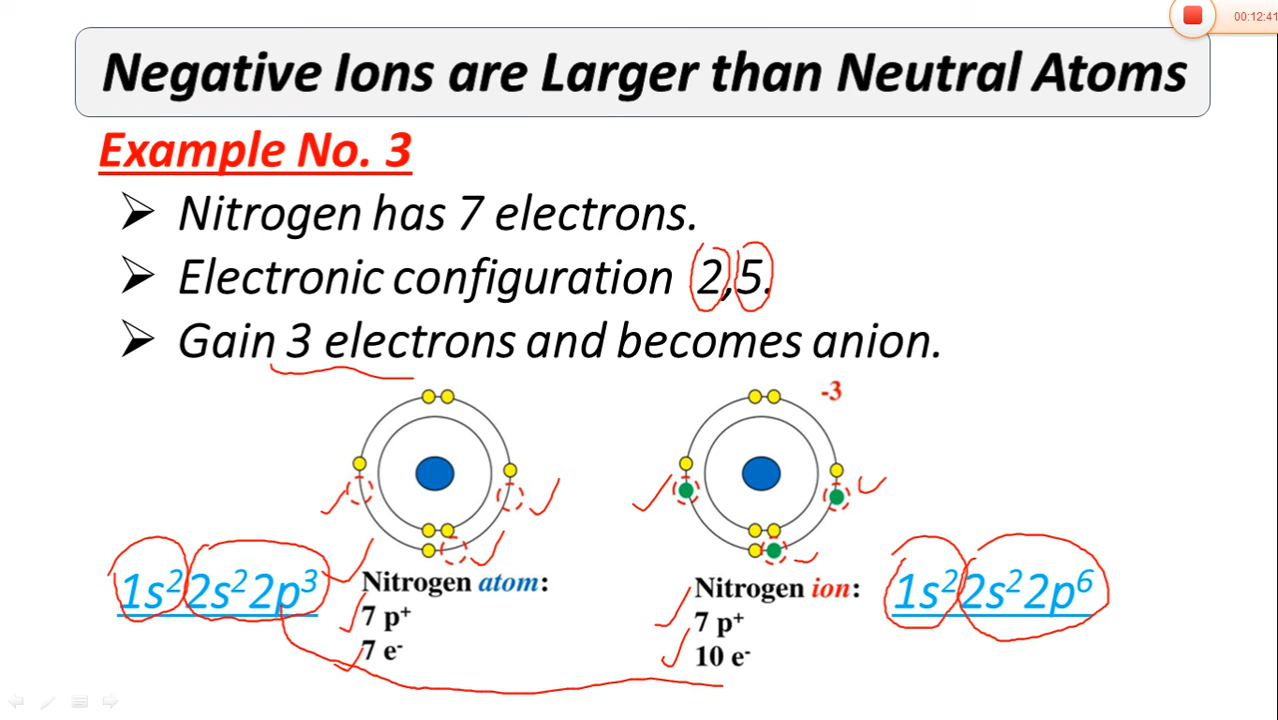 00:12:41
Negative Ions are Larger than Neutral Atoms
Example No. 3
➢ Nitrogen has 7 electrons.
➢ Electronic configuration 2,5.
➢ Gain 3 electrons and becomes anion.
-3
1s² 2s² 2p³
Nitrogen atom:
7 p⁺
7 e⁻
Nitrogen ion:
7 p⁺
10 e⁻
1s² 2s² 2p⁶